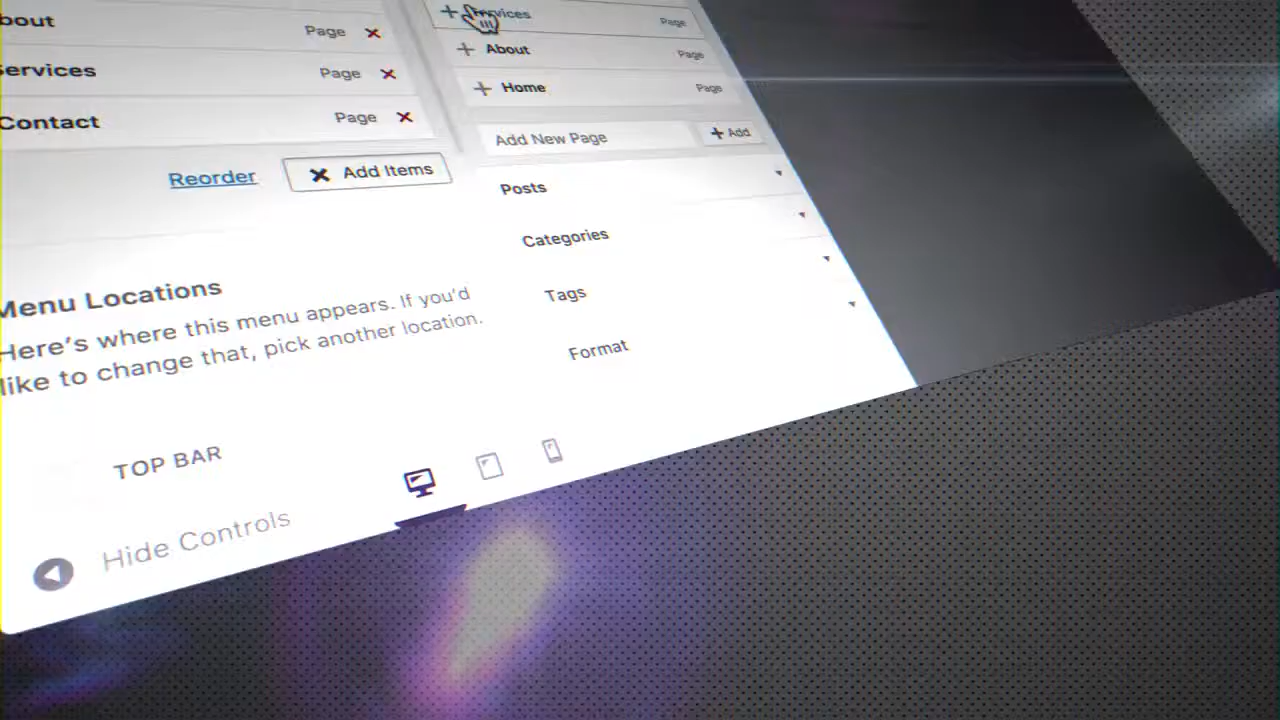 bout
Page
ervices
Page
Contact
Page
Reorder
Add Items
Menu Locations
Here's where this menu appears. If you'd
like to change that, pick another location.
TOP BAR
Hide Controls
Services
Page
About
Page
Home
Page
Add New Page
Add
Posts
Categories
Tags
Format